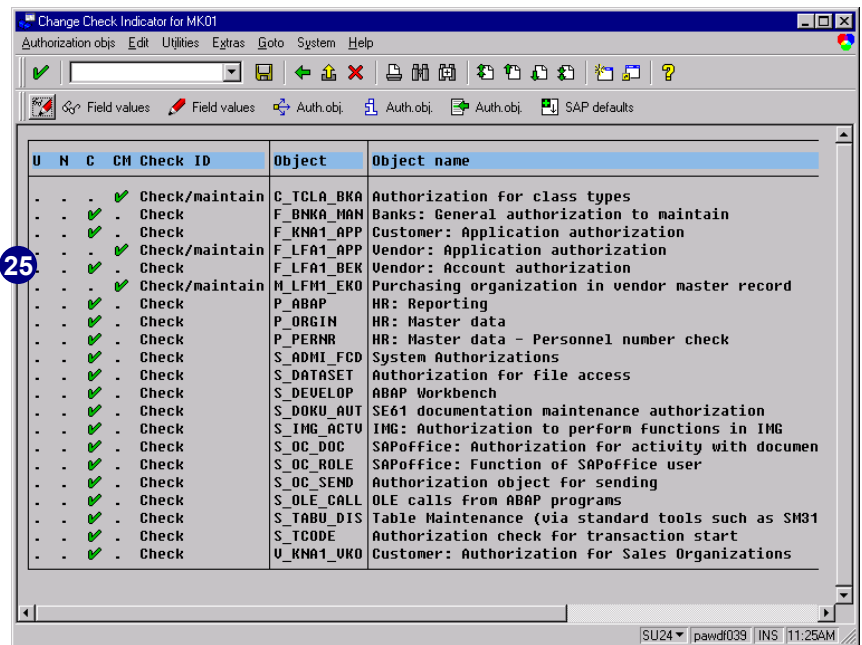 Change Check Indicator for MK01
Authorization objs Edit Utilities Extras Goto System Help
Field values Field values Auth.obj. Auth.obj. Auth.obj. SAP defaults
U N C CM Check ID Object Object name
. . . Check/maintain C_TCLA_BKA Authorization for class types
. . . Check F_BNKA_MAN Banks: General authorization to maintain
. . . Check F_KNA1_APP Customer: Application authorization
. . . Check/maintain F_LFA1_APP Vendor: Application authorization
25
. . . Check F_LFA1_BEK Vendor: Account authorization
. . . Check/maintain M_LFM1_EKO Purchasing organization in vendor master record
. . . Check P_ABAP HR: Reporting
. . . Check P_ORGIN HR: Master data
. . . Check P_PERNR HR: Master data - Personnel number check
. . . Check S_ADMI_FCD System Authorizations
. . . Check S_DATASET Authorization for file access
. . . Check S_DEVELOP ABAP Workbench
. . . Check S_DOKU_AUT SE61 documentation maintenance authorization
. . . Check S_IMG_ACTV IMG: Authorization to perform functions in IMG
. . . Check S_OC_DOC SAPoffice: Authorization for activity with documen
. . . Check S_OC_ROLE SAPoffice: Function of SAPoffice user
. . . Check S_OC_SEND Authorization object for sending
. . . Check S_OLE_CALL OLE calls from ABAP programs
. . . Check S_TABU_DIS Table Maintenance (via standard tools such as SM31
. . . Check S_TCODE Authorization check for transaction start
. . . Check V_KNA1_VKO Customer: Authorization for Sales Organizations
SU24 pawdf039 INS 11:25AM